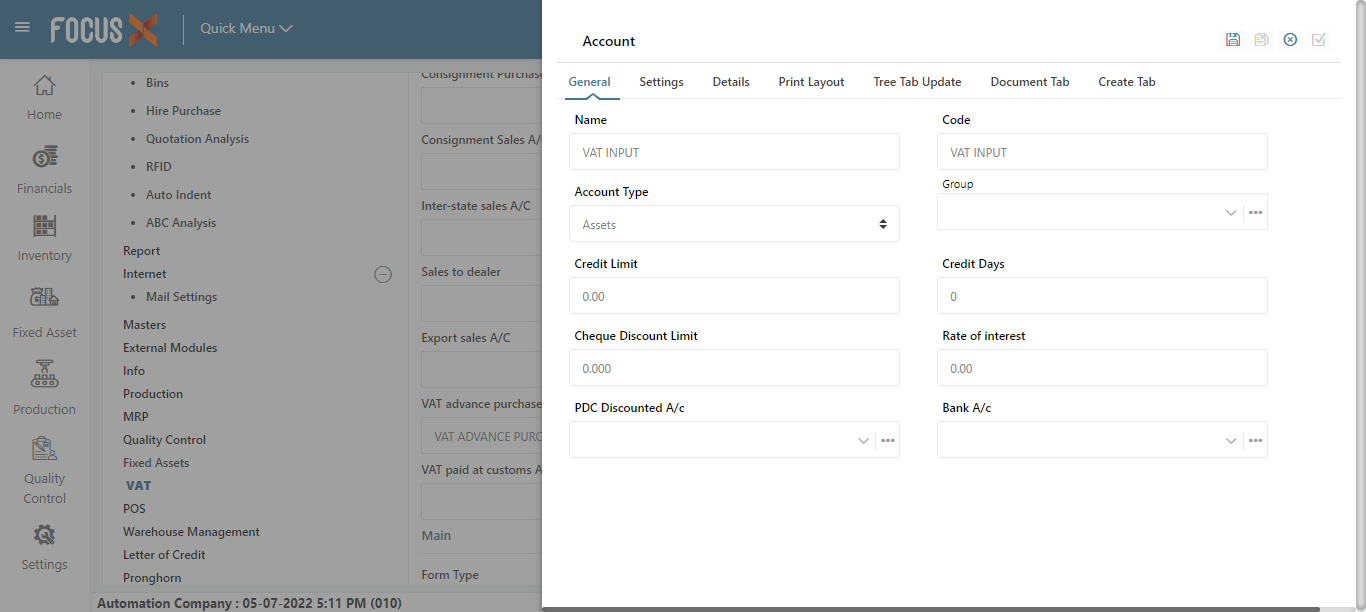 FOCUS X
Quick Menu
Home
Financials
Inventory
Fixed Asset
Production
Quality
Control
Settings
• Bins
• Hire Purchase
• Quotation Analysis
• RFID
• Auto Indent
• ABC Analysis
Report
Internet
• Mail Settings
Masters
External Modules
Info
Production
MRP
Quality Control
Fixed Assets
VAT
POS
Warehouse Management
Letter of Credit
Pronghorn
Consignment Purchase
Consignment Sales A/
Inter-state sales A/C
Sales to dealer
Export sales A/C
VAT advance purchase
VAT ADVANCE PURC
VAT paid at customs A
Main
Form Type
Automation Company : 05-07-2022 5:11 PM (010)
Account
General Settings Details Print Layout Tree Tab Update Document Tab Create Tab
Name Code
VAT INPUT VAT INPUT
Account Type Group
Assets
Credit Limit Credit Days
0.00 0
Cheque Discount Limit Rate of interest
0.000 0.00
PDC Discounted A/c Bank A/c